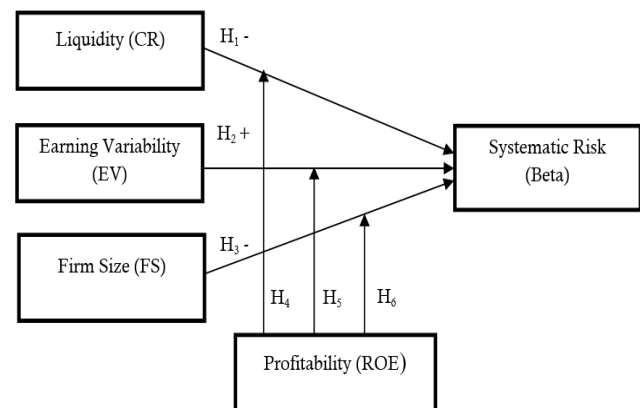 Liquidity (CR)
H₁ -
Earning Variability
(EV)
H₂ +
Systematic Risk
(Beta)
Firm Size (FS)
H₃ -
H₄
H₅
H₆
Profitability (ROE)